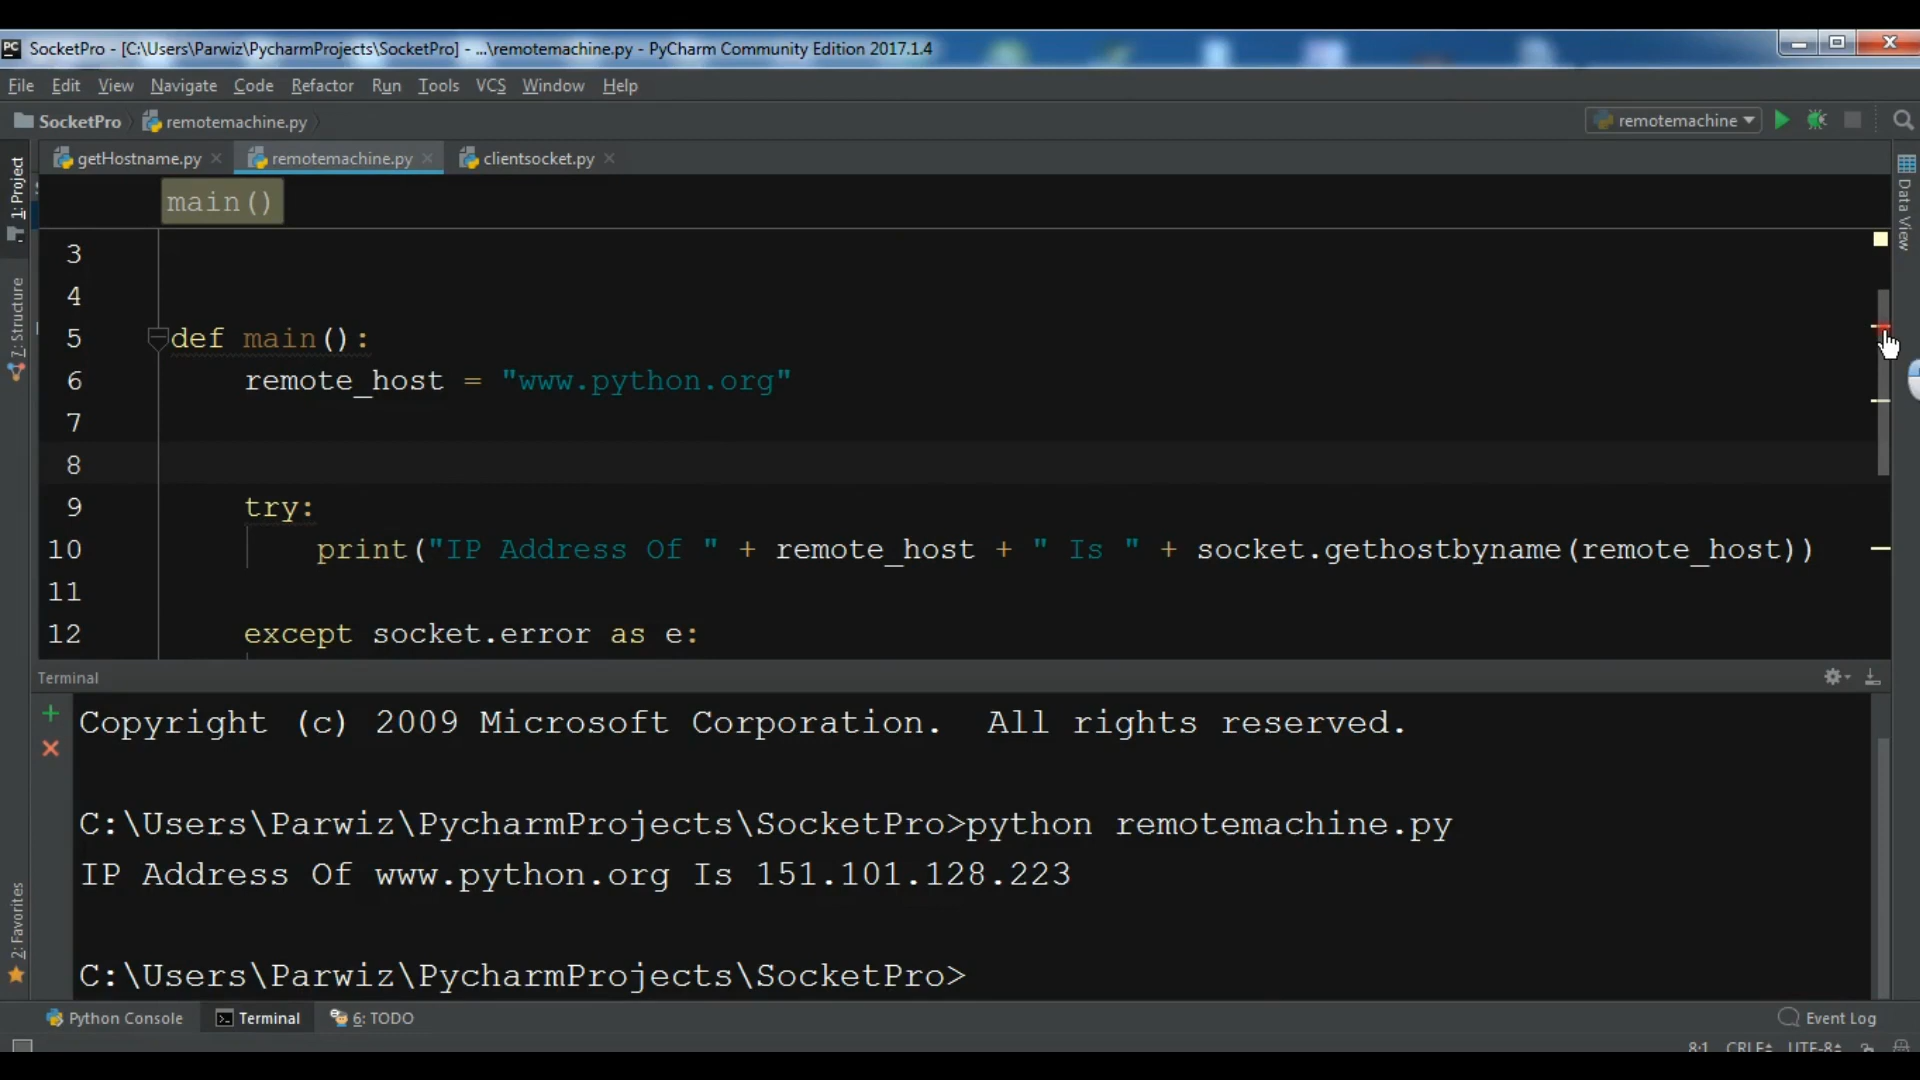 SocketPro - [C:\Users\Parwiz\PycharmProjects\SocketPro] - ...\remotemachine.py - PyCharm Community Edition 2017.1.4
File Edit View Navigate Code Refactor Run Tools VCS Window Help
SocketPro remotemachine.py remotemachine
getHostname.py remotemachine.py clientsocket.py
1: Project
7: Structure
2: Favorites
Data View
main()
3
4
5 def main():
6 remote_host = "www.python.org"
7
8
9 try:
10 print("IP Address Of " + remote_host + " Is " + socket.gethostbyname(remote_host))
11
12 except socket.error as e:
Terminal
Copyright (c) 2009 Microsoft Corporation. All rights reserved.
C:\Users\Parwiz\PycharmProjects\SocketPro>python remotemachine.py
IP Address Of www.python.org Is 151.101.128.223
C:\Users\Parwiz\PycharmProjects\SocketPro>
Python Console Terminal 6: TODO Event Log
8:1 CRLF UTF-8